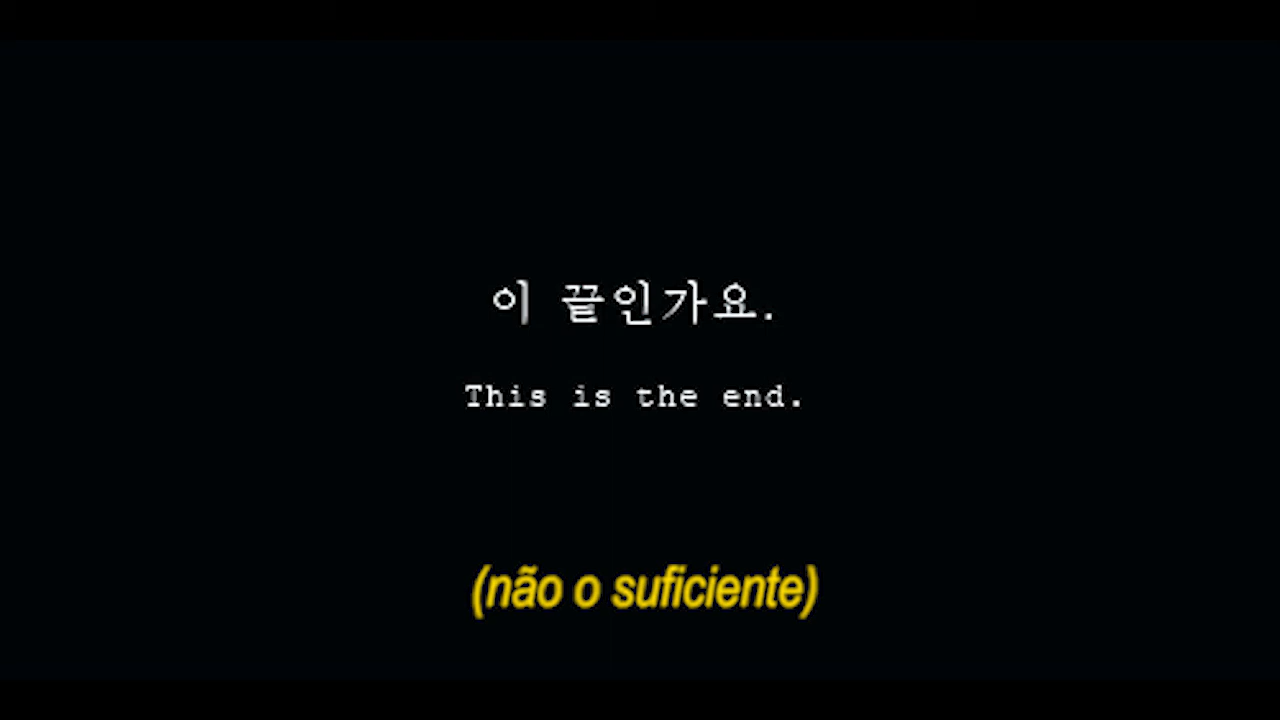 이 끝인가요.
This is the end.
(não o suficiente)